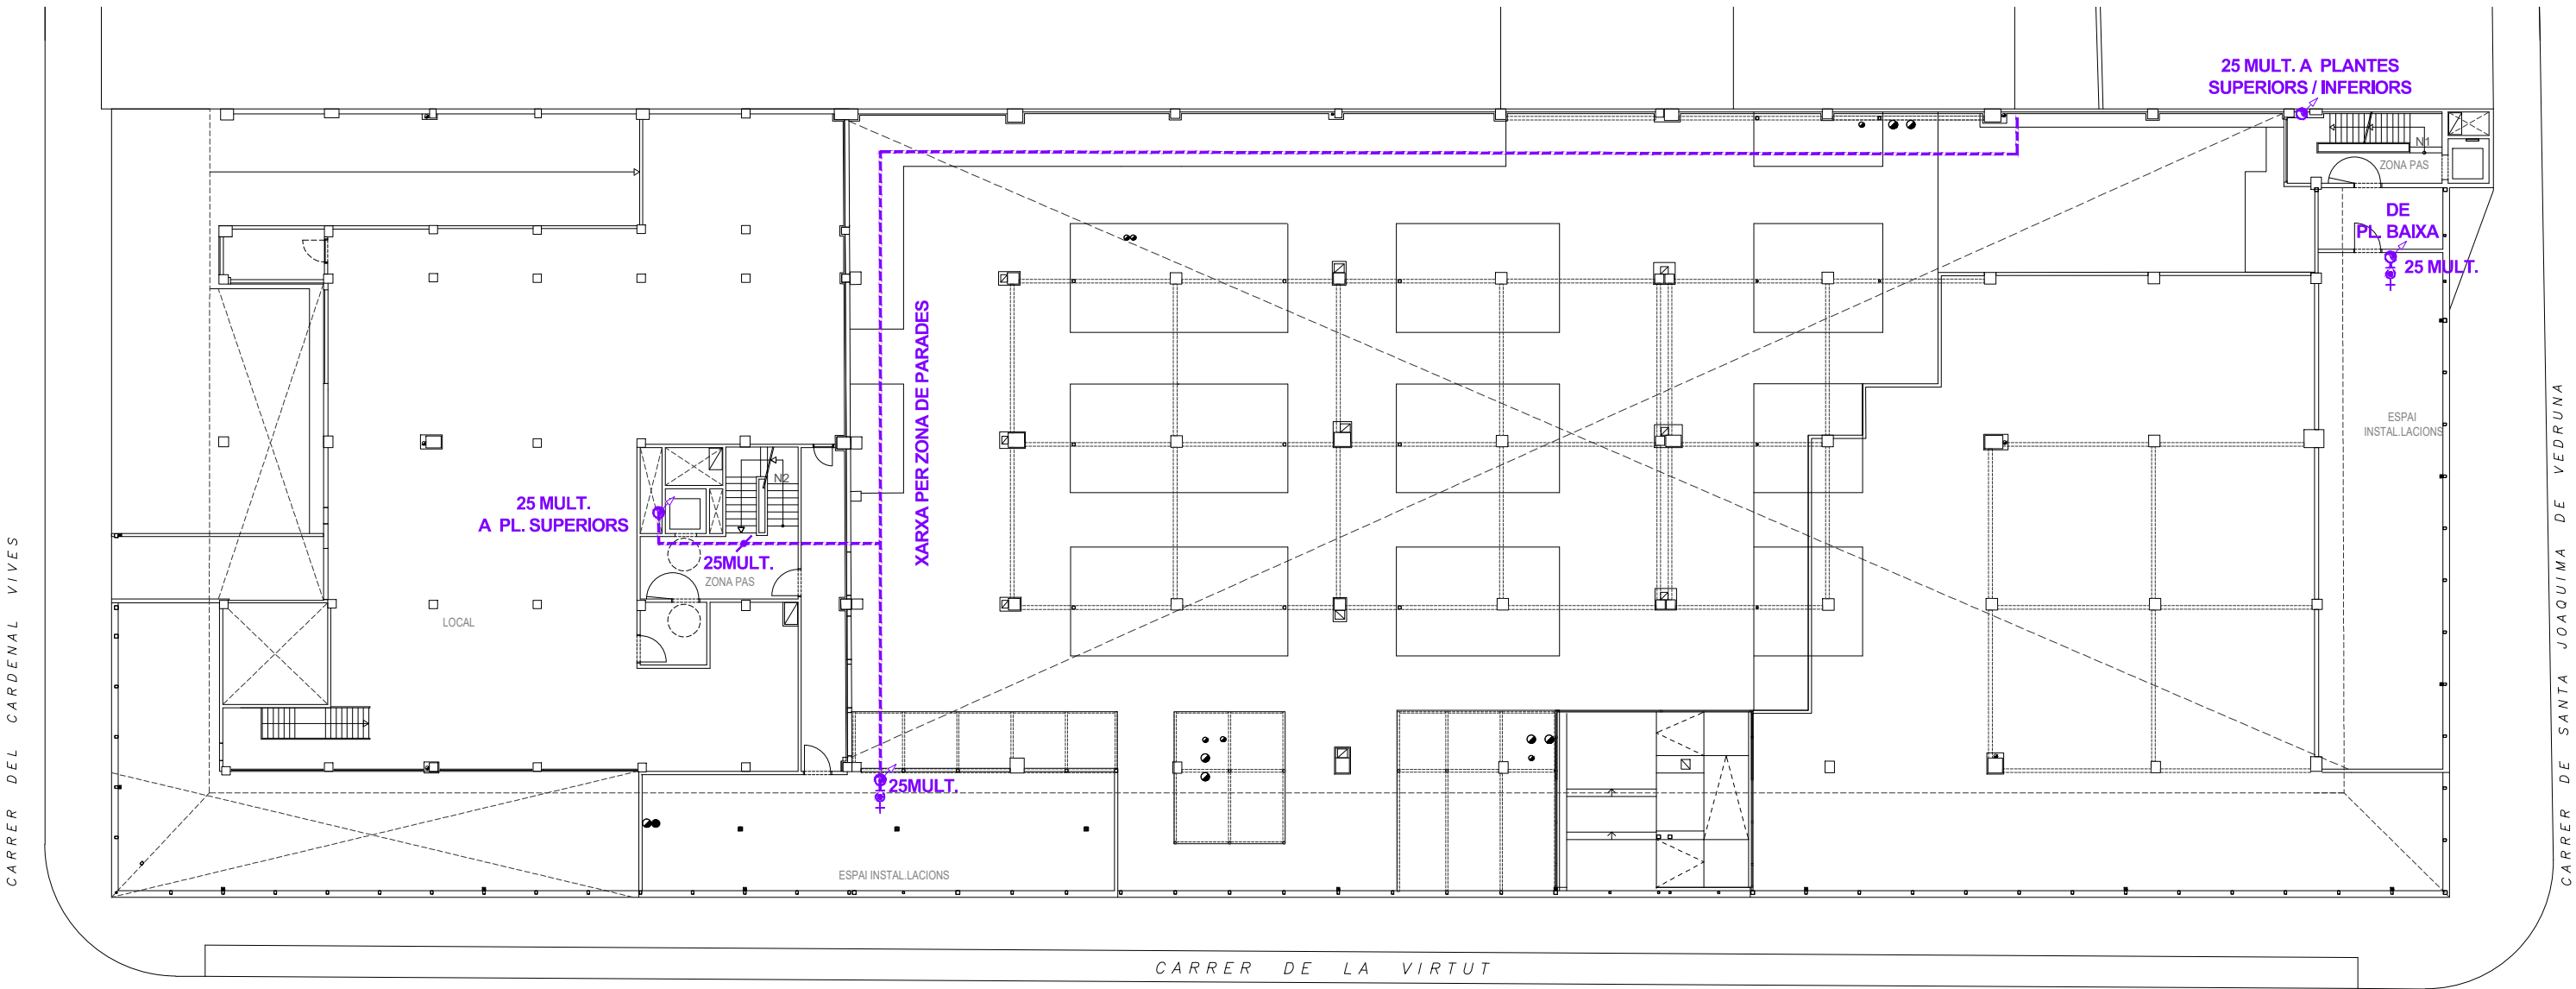 25 MULT. A PLANTES
SUPERIORS / INFERIORS
N1
ZONA PAS
DE
PL. BAIXA
25 MULT.
XARXA PER ZONA DE PARADES
ESPAI
INSTAL.LACIONS
N2
25 MULT.
A PL. SUPERIORS
25MULT.
ZONA PAS
LOCAL
25MULT.
ESPAI INSTAL.LACIONS
CARRER DEL CARDENAL VIVES
CARRER DE SANTA JOAQUIMA DE VEDRUNA
CARRER DE LA VIRTUT